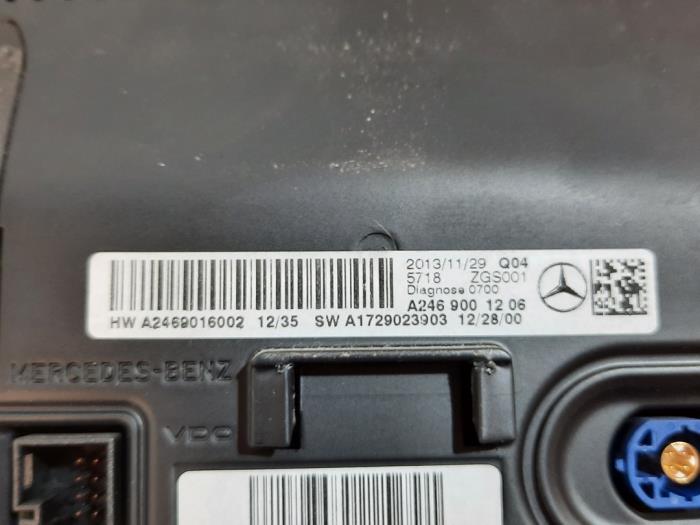 2013/11/29 Q04
5718 ZGS001
Diagnose 0700
A246 900 12 06
HW A2469016002 12/35 SW A1729023903 12/28/00
MERCEDES-BENZ
VDO